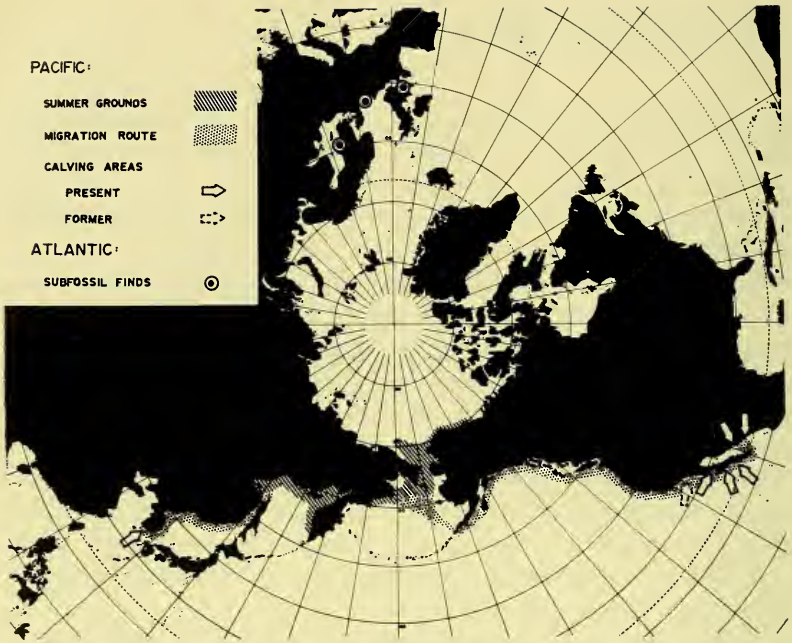 PACIFIC:
SUMMER GROUNDS
MIGRATION ROUTE
CALVING AREAS
PRESENT
FORMER
ATLANTIC:
SUBFOSSIL FINDS